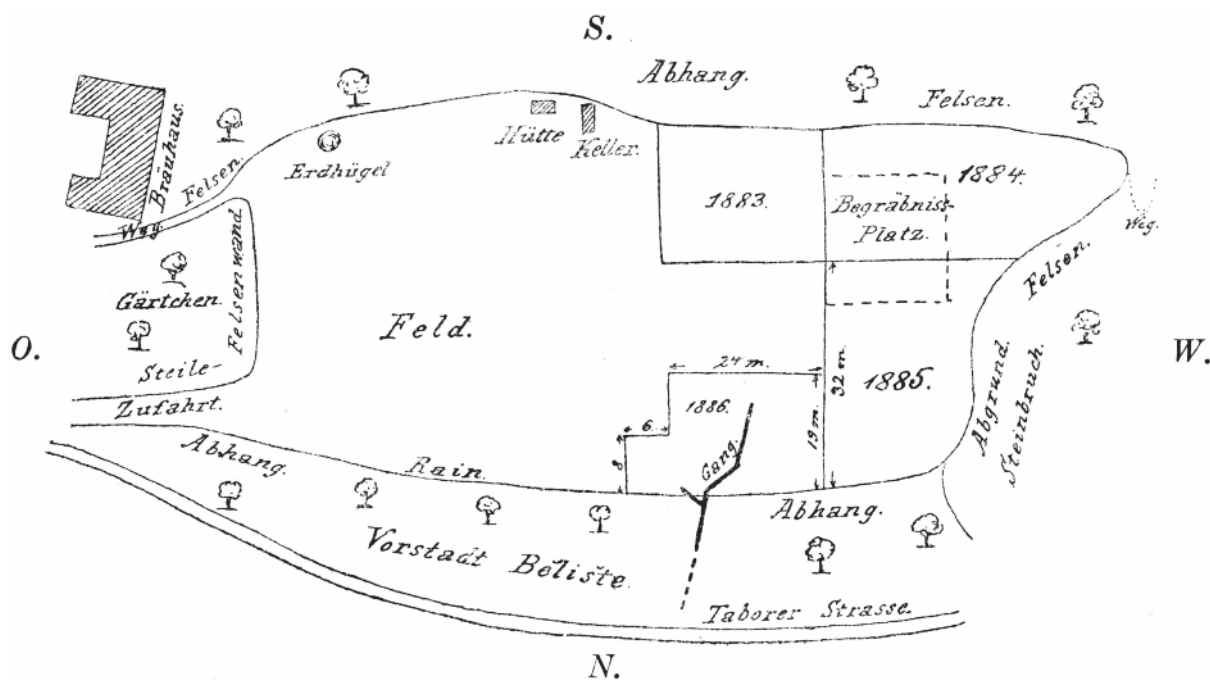 S.
Abhang.
Felsen.
Bräuhaus.
Felsen.
Erdhügel
Hütte
Keller.
1883.
1884.
Begräbniss-
Platz.
Weg.
Weg.
Felsenwand.
Gärtchen.
Felsen.
O.
Feld.
W.
Steile-
Zufahrt.
24 m.
32 m.
1885.
Abgrund.
Steinbruch.
1886.
6.
8
19 m.
Gang.
Abhang.
Rain.
Abhang.
Vorstadt Beliste.
Taborer Strasse.
N.